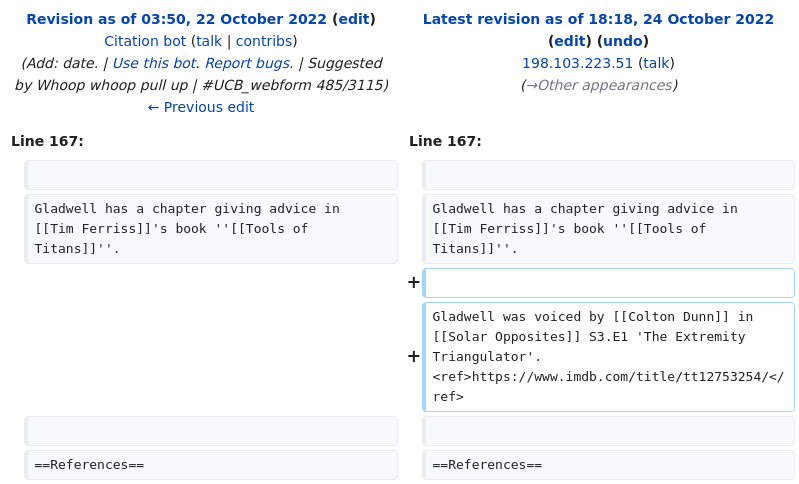 Revision as of 03:50, 22 October 2022 (edit)
Citation bot (talk | contribs)
(Add: date. | Use this bot. Report bugs. | Suggested
by Whoop whoop pull up | #UCB_webform 485/3115)
← Previous edit
Latest revision as of 18:18, 24 October 2022
(edit) (undo)
198.103.223.51 (talk)
(→Other appearances)
Line 167:
Line 167:
Gladwell has a chapter giving advice in
[[Tim Ferriss]]'s book ''[[Tools of
Titans]]''.
Gladwell has a chapter giving advice in
[[Tim Ferriss]]'s book ''[[Tools of
Titans]]''.
+
+
Gladwell was voiced by [[Colton Dunn]] in
[[Solar Opposites]] S3.E1 'The Extremity
Triangulator'.
<ref>https://www.imdb.com/title/tt12753254/</
ref>
==References==
==References==